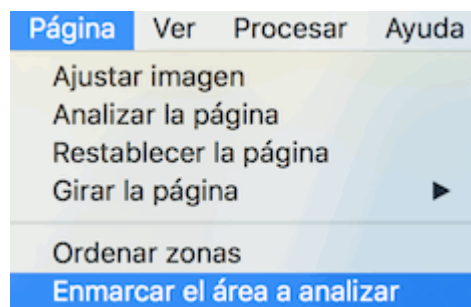 Página Ver Procesar Ayuda
Ajustar imagen
Analizar la página
Restablecer la página
Girar la página
Ordenar zonas
Enmarcar el área a analizar